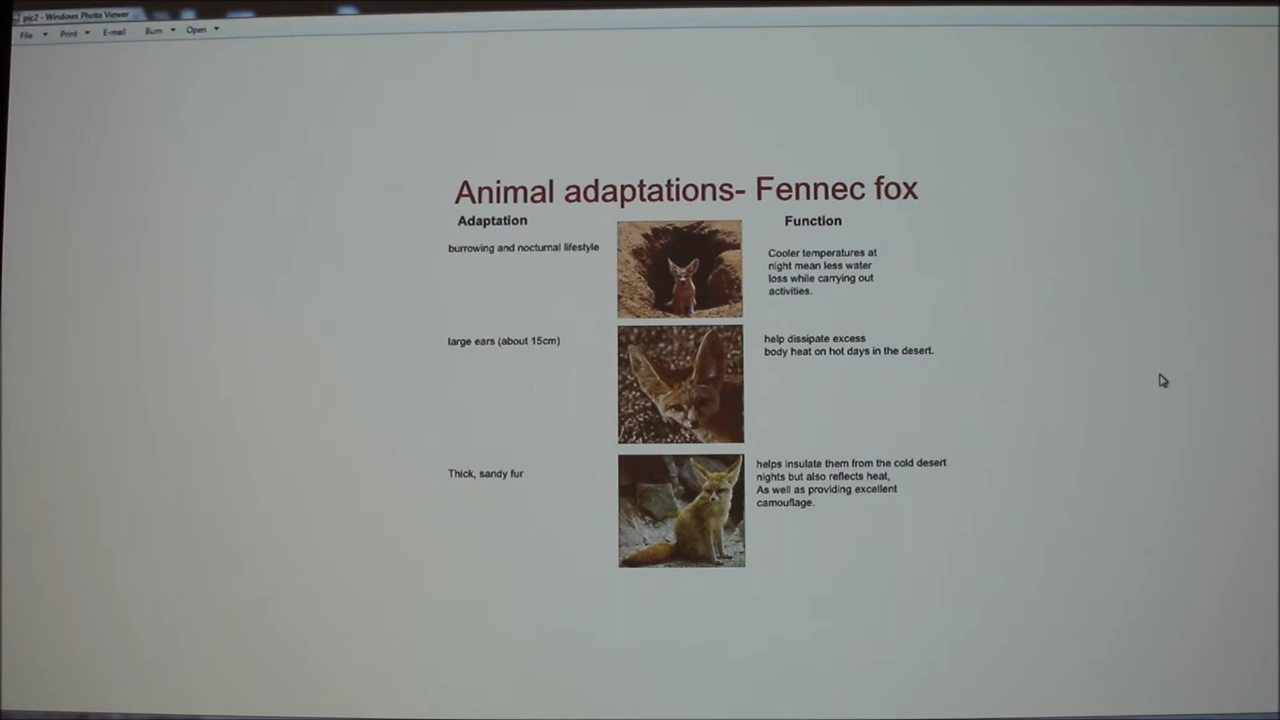 pic2 - Windows Photo Viewer
File Print E-mail Burn Open
Animal adaptations- Fennec fox
Adaptation
Function
burrowing and nocturnal lifestyle
Cooler temperatures at
night mean less water
loss while carrying out
activities.
large ears (about 15cm)
help dissipate excess
body heat on hot days in the desert.
Thick, sandy fur
helps insulate them from the cold desert
nights but also reflects heat,
As well as providing excellent
camouflage.